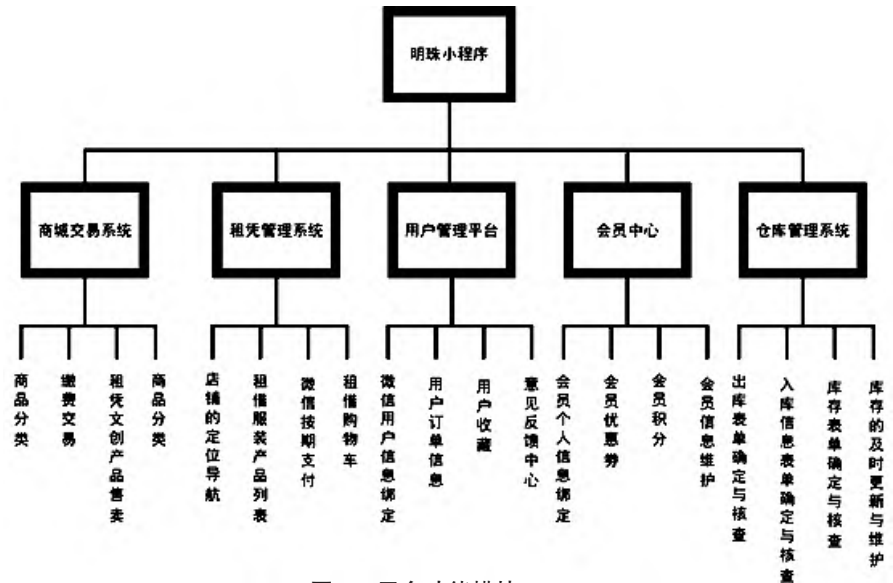 明珠小程序
商城交易系统
租凭管理系统
用户管理平台
会员中心
仓库管理系统
商品分类
缴费交易
租凭文创产品售卖
商品分类
店铺的定位导航
租借服装产品列表
微信按期支付
租借购物车
微信用户信息绑定
用户订单信息
用户收藏
意见反馈中心
会员个人信息绑定
会员优惠券
会员积分
会员信息维护
出库表单确定与核查
入库信息表单确定与核查
库存表单确定与核查
库存的及时更新与维护